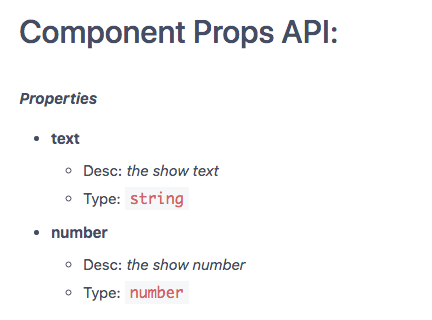 Component Props API:
Properties
text
Desc: the show text
Type: string
number
Desc: the show number
Type: number